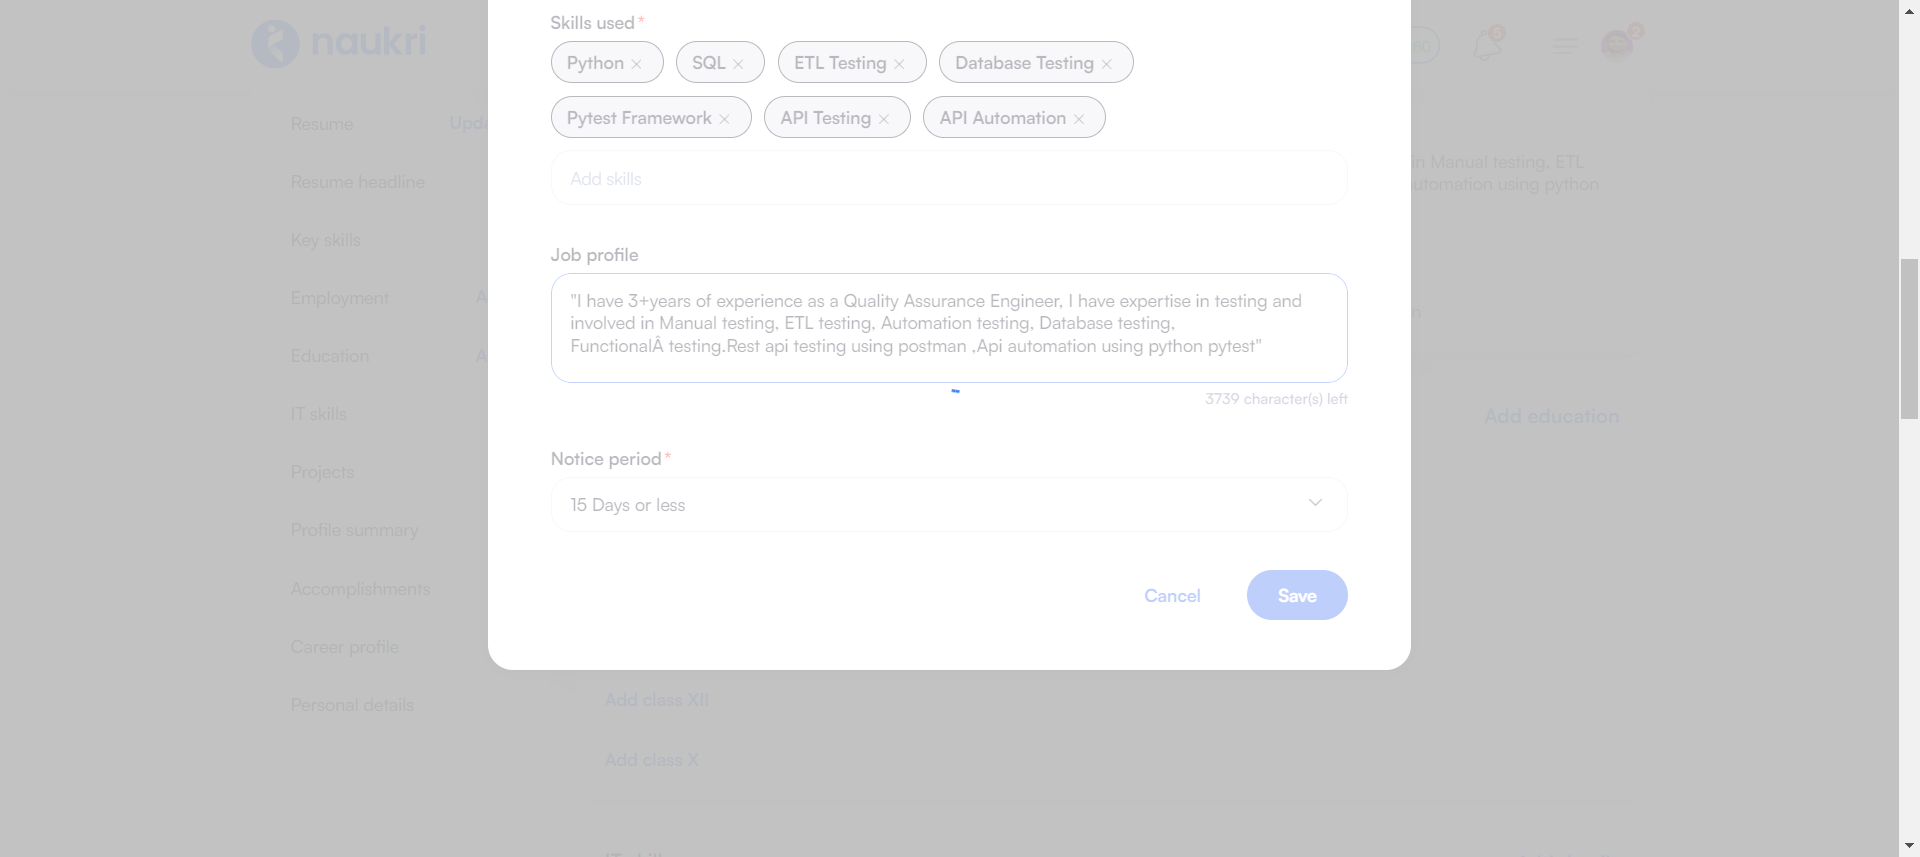 naukri
60
5
2
Skills used*
Python ×
SQL ×
ETL Testing ×
Database Testing ×
Pytest Framework ×
API Testing ×
API Automation ×
Add skills
Resume
Upda
Resume headline
Key skills
Employment
A
Education
A
IT skills
Projects
Profile summary
Accomplishments
Career profile
Personal details
in Manual testing, ETL
utomation using python
Job profile
"I have 3+years of experience as a Quality Assurance Engineer, I have expertise in testing and
involved in Manual testing, ETL testing, Automation testing, Database testing,
FunctionalÂ testing.Rest api testing using postman ,Api automation using python pytest"
3739 character(s) left
n
Add education
Notice period*
15 Days or less
Cancel
Save
Add class XII
Add class X